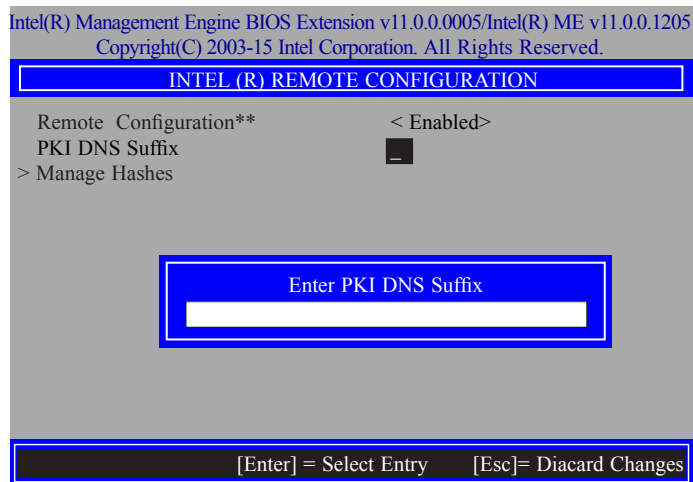 Intel(R) Management Engine BIOS Extension v11.0.0.0005/Intel(R) ME v11.0.0.1205
Copyright(C) 2003-15 Intel Corporation. All Rights Reserved.
INTEL (R) REMOTE CONFIGURATION
Remote Configuration** < Enabled>
PKI DNS Suffix _
> Manage Hashes
Enter PKI DNS Suffix
[Enter] = Select Entry [Esc]= Diacard Changes